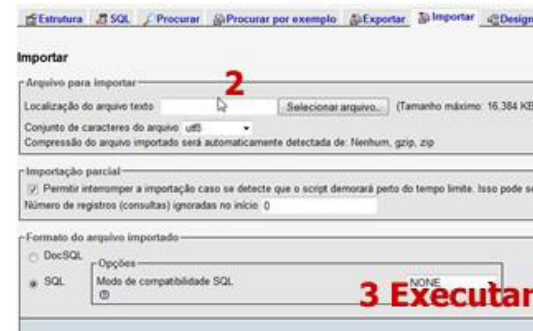 Estrutura SQL Procurar Procurar por exemplo Exportar Importar Design
Importar
Arquivo para importar
2
Localização do arquivo texto Selecionar arquivo.. (Tamanho máximo: 16,384 KB
Conjunto de caracteres do arquivo utf8
Compressão do arquivo importado será automaticamente detectada de: Nenhum, gzip, zip
Importação parcial
Permitir interromper a importação caso se detecte que o script demorará perto do tempo limite. Isso pode se
Número de registros (consultas) ignoradas no início 0
Formato do arquivo importado
DocSQL
Opções
SQL Modo de compatibilidade SQL NONE
3 Executar